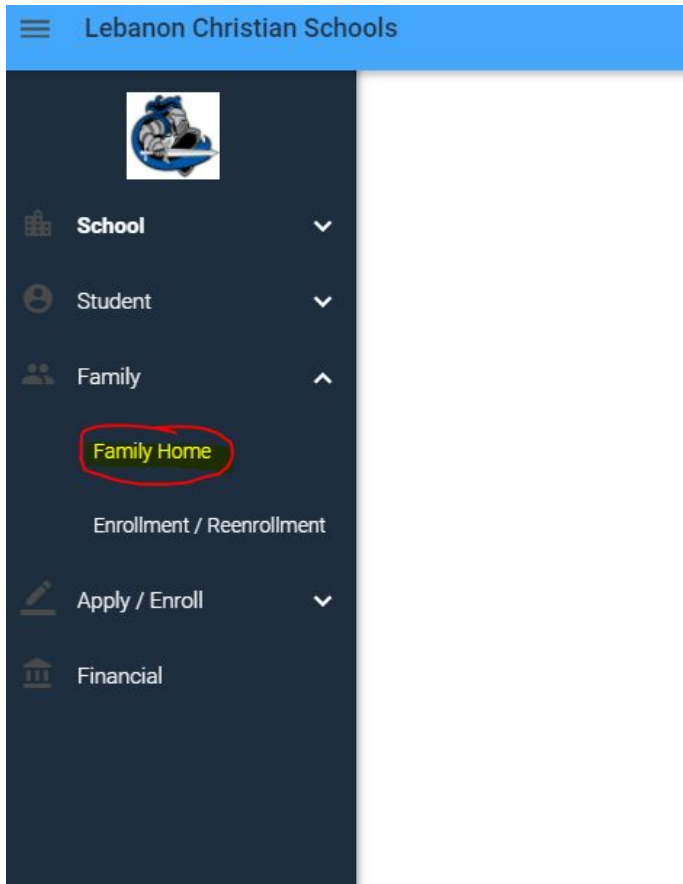 Lebanon Christian Schools
School
Student
Family
Family Home
Enrollment / Reenrollment
Apply / Enroll
Financial